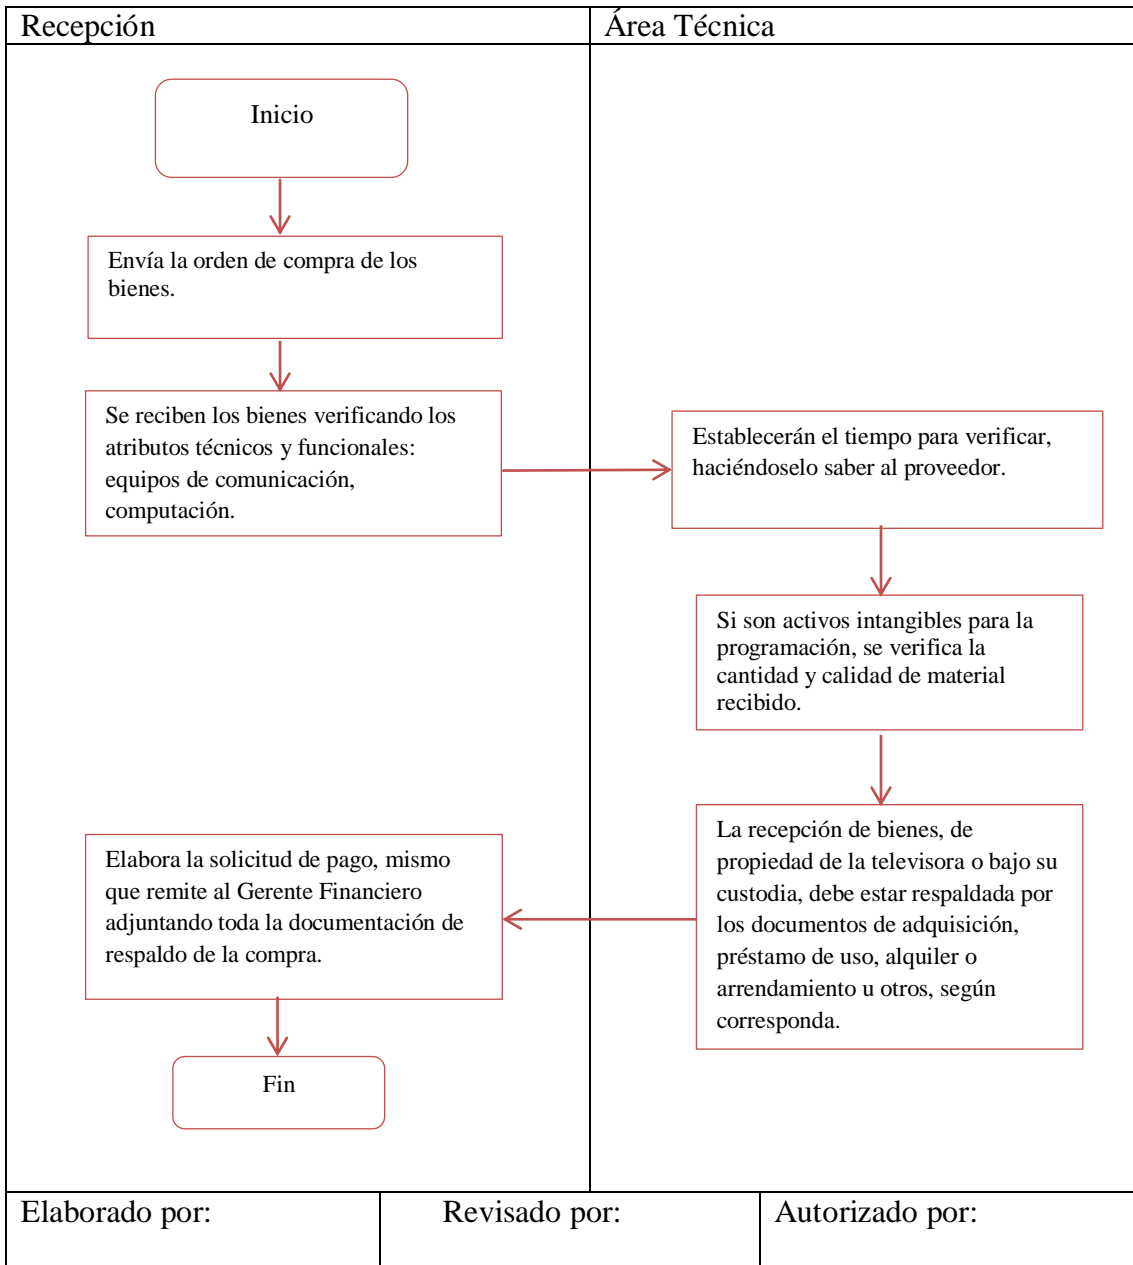 Recepción
Área Técnica
Inicio
Envía la orden de compra de los
bienes.
Se reciben los bienes verificando los
atributos técnicos y funcionales:
equipos de comunicación,
computación.
Establecerán el tiempo para verificar,
haciéndoselo saber al proveedor.
Si son activos intangibles para la
programación, se verifica la
cantidad y calidad de material
recibido.
La recepción de bienes, de
propiedad de la televisora o bajo su
custodia, debe estar respaldada por
los documentos de adquisición,
préstamo de uso, alquiler o
arrendamiento u otros, según
corresponda.
Elabora la solicitud de pago, mismo
que remite al Gerente Financiero
adjuntando toda la documentación de
respaldo de la compra.
Fin
Elaborado por:
Revisado por:
Autorizado por: